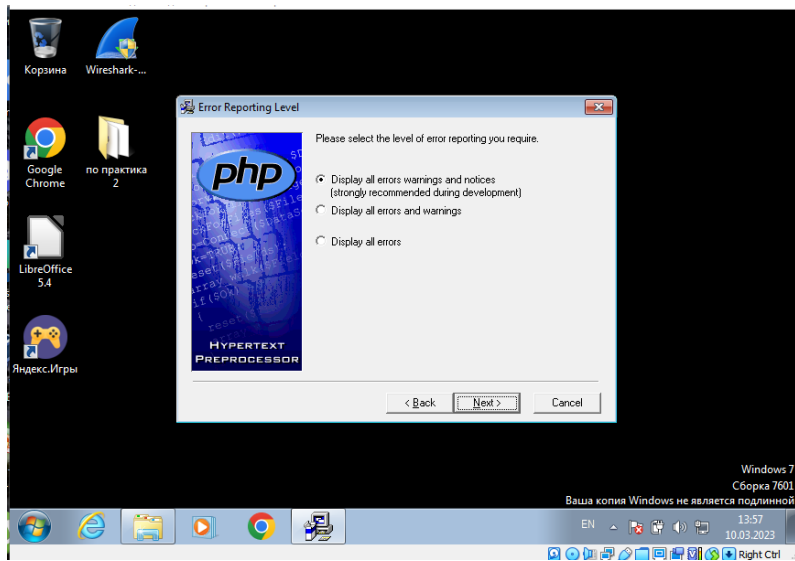 Корзина
Wireshark-...
Error Reporting Level
Please select the level of error reporting you require.
php
Display all errors warnings and notices
(strongly recommended during development)
Google
Chrome
по практика
2
Display all errors and warnings
Display all errors
LibreOffice
5.4
HYPERTEXT
PREPROCESSOR
Яндекс.Игры
< Back
Next >
Cancel
Windows 7
Сборка 7601
Ваша копия Windows не является подлинной
EN
13:57
10.03.2023
Right Ctrl